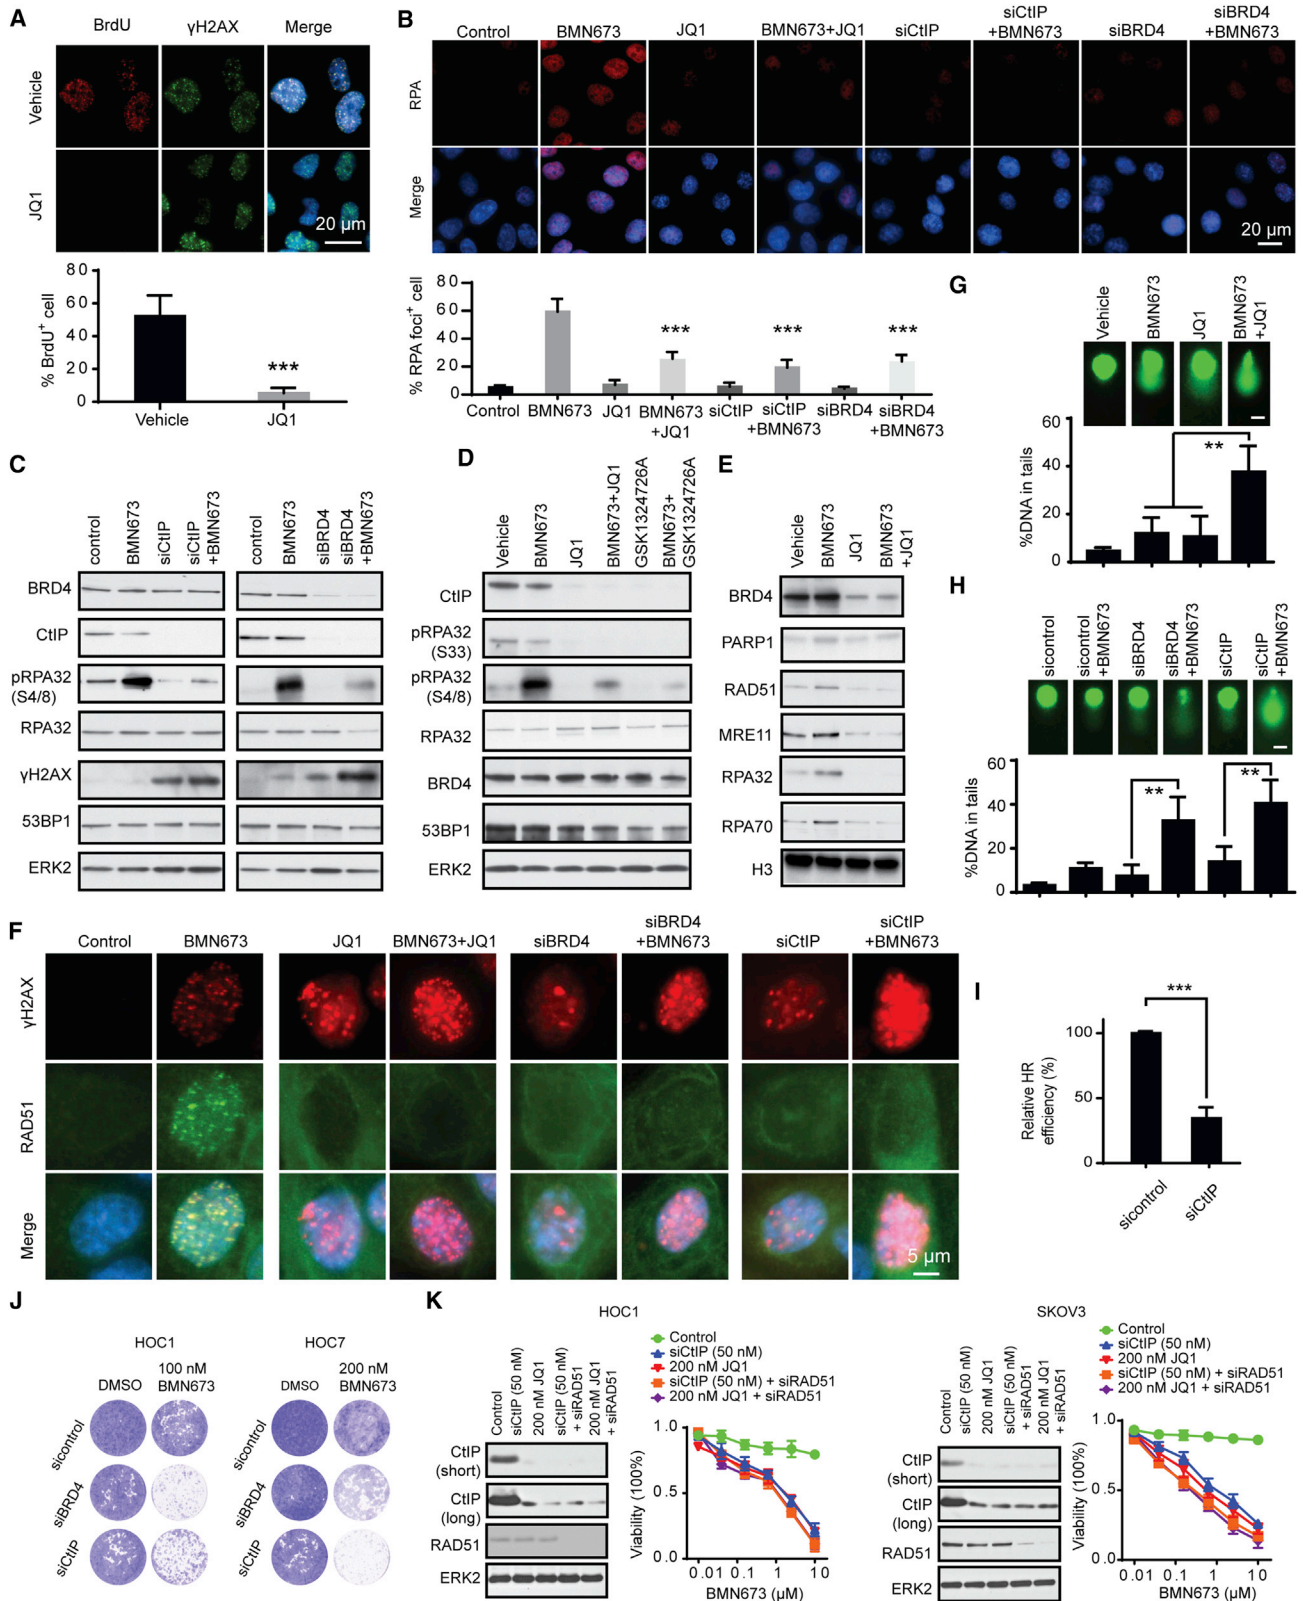 A
BrdU γH2AX Merge
Vehicle
JQ1
20 µm
% BrdU⁺ cell
80
60
40
20
0
***
Vehicle JQ1
B
Control BMN673 JQ1 BMN673+JQ1 siCtIP siCtIP +BMN673 siBRD4 siBRD4 +BMN673
RPA
Merge
20 µm
% RPA foci⁺ cell
80
60
40
20
0
*** *** ***
Control BMN673 JQ1 BMN673 +JQ1 siCtIP siCtIP +BMN673 siBRD4 siBRD4 +BMN673
C
control BMN673 siCtIP siCtIP +BMN673 control BMN673 siBRD4 siBRD4 +BMN673
BRD4
CtIP
pRPA32
(S4/8)
RPA32
γH2AX
53BP1
ERK2
D
Vehicle BMN673 JQ1 BMN673+JQ1 GSK1324726A BMN673+ GSK1324726A
CtIP
pRPA32
(S33)
pRPA32
(S4/8)
RPA32
BRD4
53BP1
ERK2
E
Vehicle BMN673 JQ1 BMN673 +JQ1
BRD4
PARP1
RAD51
MRE11
RPA32
RPA70
H3
F
Control BMN673 JQ1 BMN673+JQ1 siBRD4 siBRD4 +BMN673 siCtIP siCtIP +BMN673
γH2AX
RAD51
Merge
5 µm
G
Vehicle BMN673 JQ1 BMN673 +JQ1
%DNA in tails
60
40
20
0
**
H
sicontrol sicontrol +BMN673 siBRD4 siBRD4 +BMN673 siCtIP siCtIP +BMN673
%DNA in tails
60
40
20
0
** **
I
***
Relative HR
efficiency (%)
100
50
0
sicontrol siCtIP
J
HOC1 HOC7
DMSO 100 nM BMN673 DMSO 200 nM BMN673
sicontrol sicontrol
siBRD4 siBRD4
siCtIP siCtIP
K
HOC1
Control siCtIP (50 nM) 200 nM JQ1 siCtIP (50 nM) + siRAD51 200 nM JQ1 + siRAD51
CtIP
(short)
CtIP
(long)
RAD51
ERK2
Control
siCtIP (50 nM)
200 nM JQ1
siCtIP (50 nM) + siRAD51
200 nM JQ1 + siRAD51
Viability (100%)
1.0
0.5
0.0
0.01 0.1 1 10
BMN673 (µM)
SKOV3
Control siCtIP (50 nM) 200 nM JQ1 siCtIP (50 nM) + siRAD51 200 nM JQ1 + siRAD51
CtIP
(short)
CtIP
(long)
RAD51
ERK2
Control
siCtIP (50 nM)
200 nM JQ1
siCtIP (50 nM) + siRAD51
200 nM JQ1 + siRAD51
Viability (100%)
1.0
0.5
0.0
0.01 0.1 1 10
BMN673 (µM)